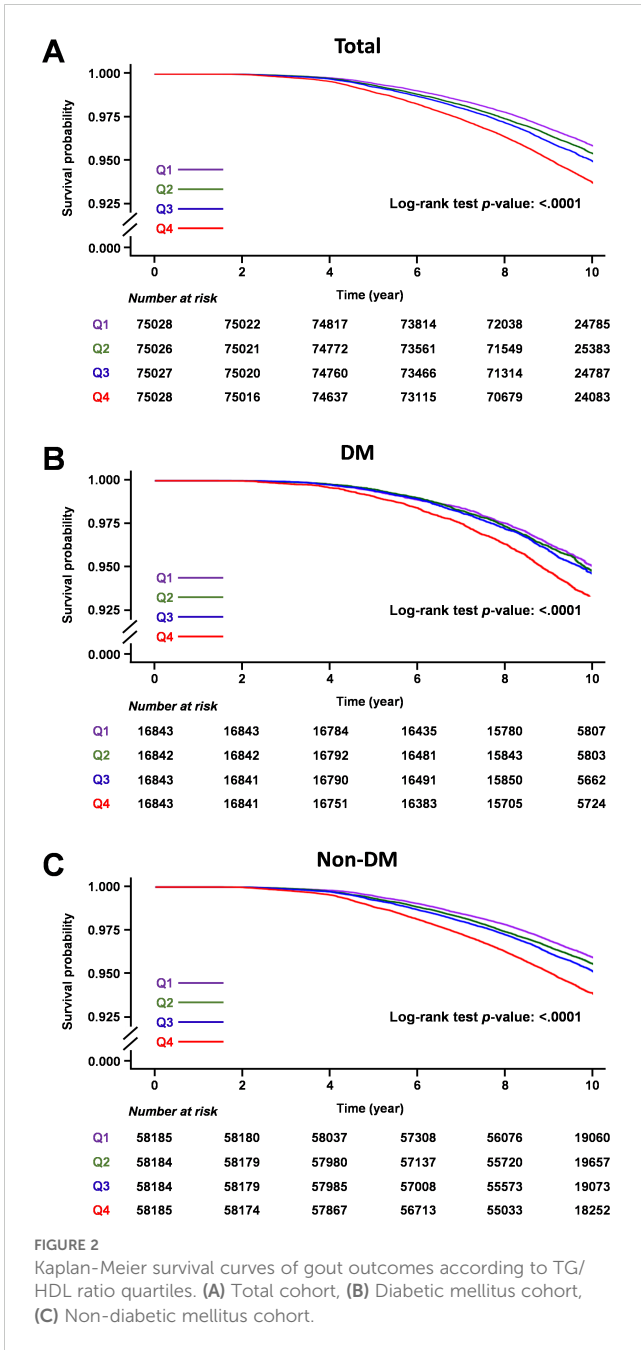 A
Total
Survival probability
1.000
0.975
0.950
0.925
0.000
Q1
Q2
Q3
Q4
Log-rank test p-value: <.0001
0 2 4 6 8 10
Time (year)
Number at risk
Q1 75028 75022 74817 73814 72038 24785
Q2 75026 75021 74772 73561 71549 25383
Q3 75027 75020 74760 73466 71314 24787
Q4 75028 75016 74637 73115 70679 24083
B
DM
Survival probability
1.000
0.975
0.950
0.925
0.000
Q1
Q2
Q3
Q4
Log-rank test p-value: <.0001
0 2 4 6 8 10
Time (year)
Number at risk
Q1 16843 16843 16784 16435 15780 5807
Q2 16842 16842 16792 16481 15843 5803
Q3 16843 16841 16790 16491 15850 5662
Q4 16843 16841 16751 16383 15705 5724
C
Non-DM
Survival probability
1.000
0.975
0.950
0.925
0.000
Q1
Q2
Q3
Q4
Log-rank test p-value: <.0001
0 2 4 6 8 10
Time (year)
Number at risk
Q1 58185 58180 58037 57308 56076 19060
Q2 58184 58179 57980 57137 55720 19657
Q3 58184 58179 57985 57008 55573 19073
Q4 58185 58174 57867 56713 55033 18252
FIGURE 2
Kaplan-Meier survival curves of gout outcomes according to TG/
HDL ratio quartiles. (A) Total cohort, (B) Diabetic mellitus cohort,
(C) Non-diabetic mellitus cohort.